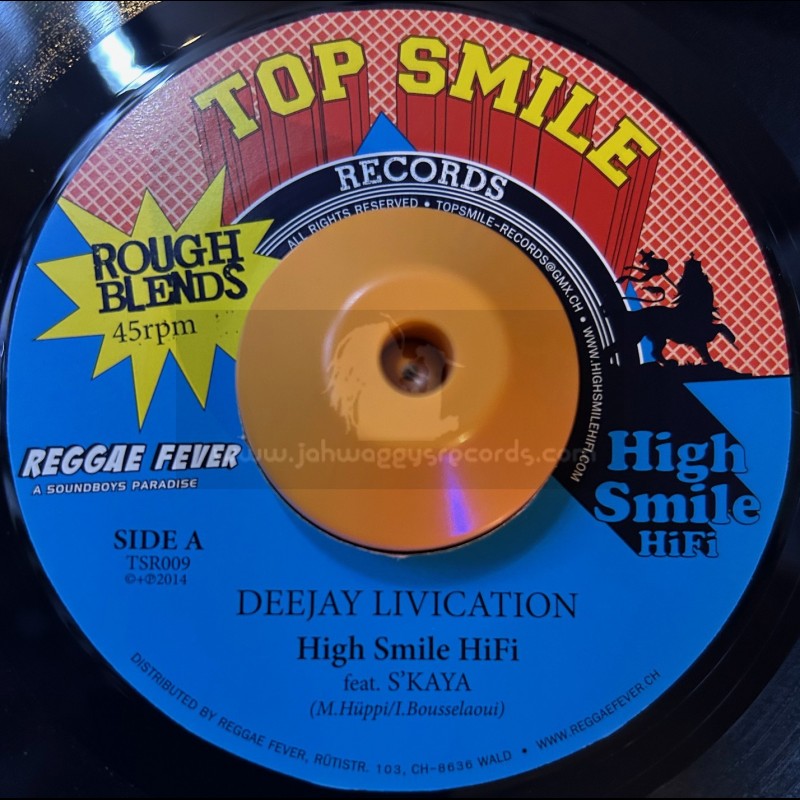 TOP SMILE
RECORDS
ALL RIGHTS RESERVED • TOPSMILE-RECORDS@GMX.CH • WWW.HIGHSMILEHIFI.COM
ROUGH
BLENDS
45rpm
REGGAE FEVER
A SOUNDBOYS PARADISE
www.jahwaggysrecords.com
High
Smile
HiFi
SIDE A
TSR009
©+℗2014
DEEJAY LIVICATION
High Smile HiFi
feat. S'KAYA
(M.Hüppi/I.Bousselaoui)
DISTRIBUTED BY REGGAE FEVER, RÜTISTR. 103, CH-8636 WALD • WWW.REGGAEFEVER.CH